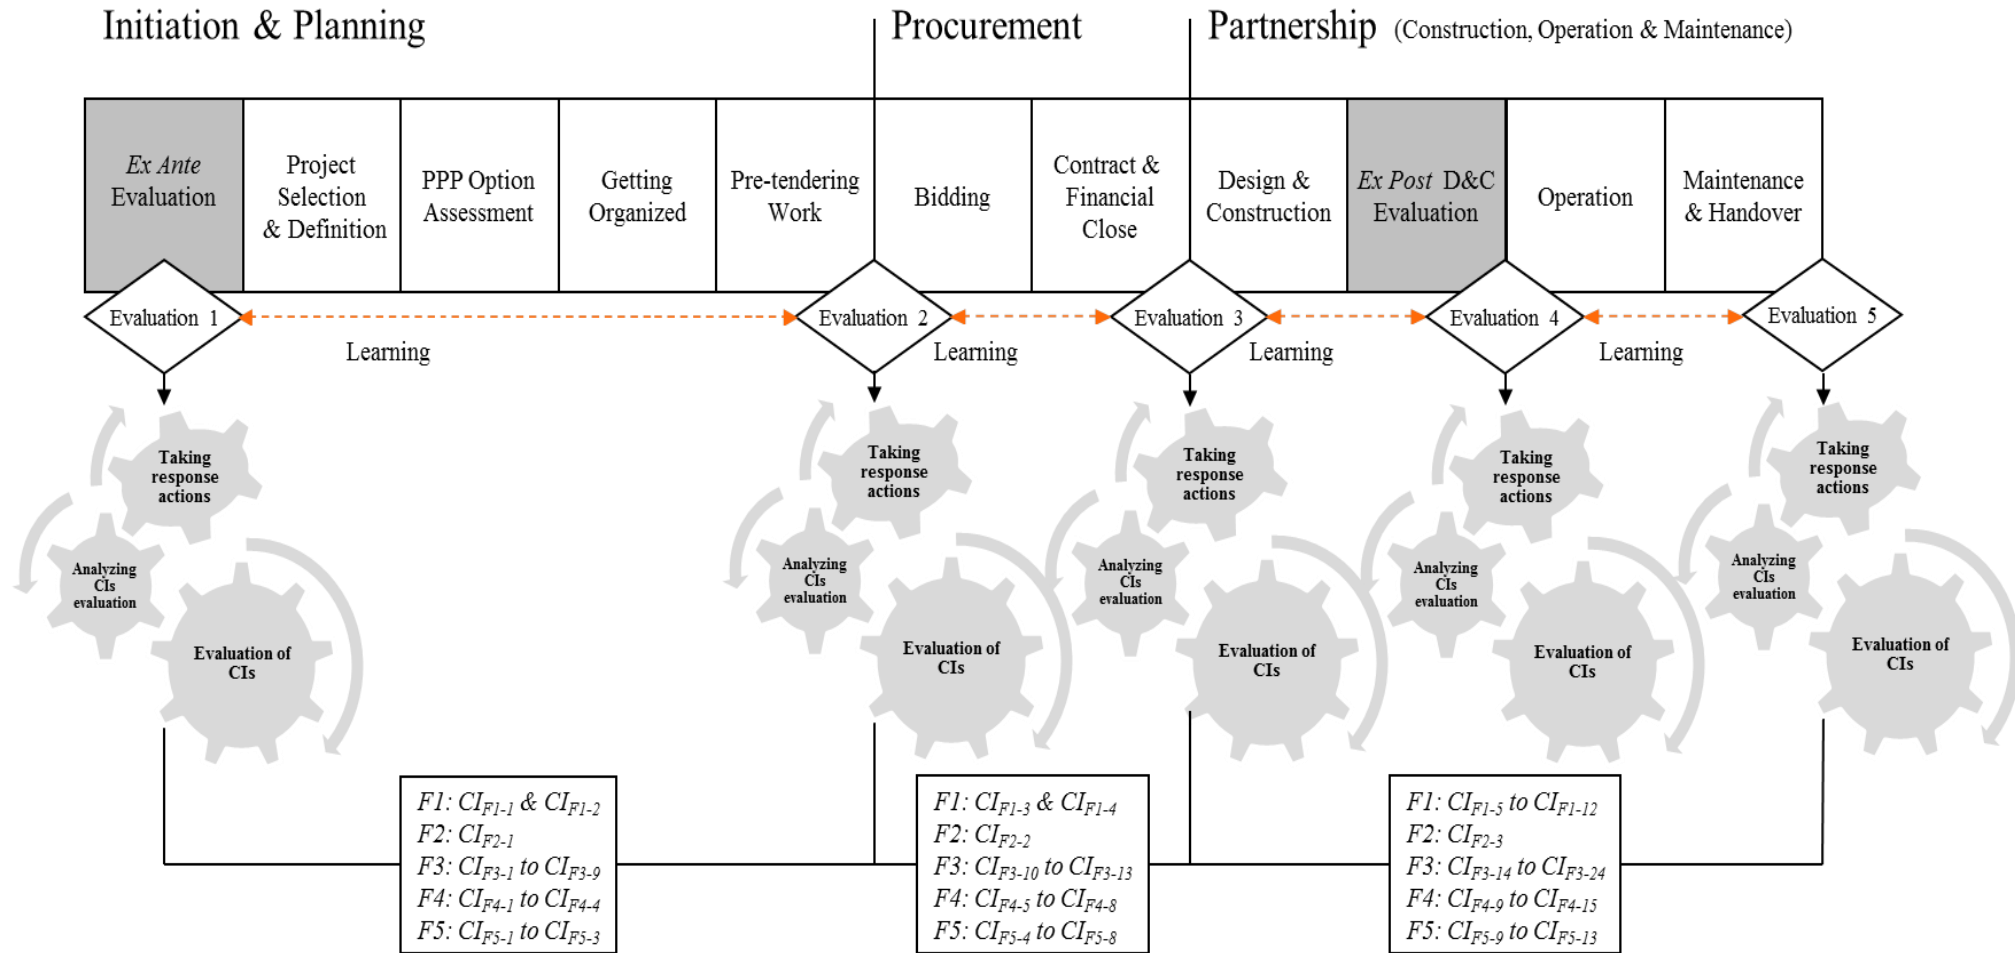 Initiation & Planning
Procurement
Partnership (Construction, Operation & Maintenance)
Ex Ante
Evaluation
Project
Selection
& Definition
PPP Option
Assessment
Getting
Organized
Pre-tendering
Work
Bidding
Contract &
Financial
Close
Design &
Construction
Ex Post D&C
Evaluation
Operation
Maintenance
& Handover
Evaluation 1
Evaluation 2
Evaluation 3
Evaluation 4
Evaluation 5
Learning
Learning
Learning
Learning
Taking
response
actions
Analyzing
CIs
evaluation
Evaluation of
CIs
Taking
response
actions
Analyzing
CIs
evaluation
Evaluation of
CIs
Taking
response
actions
Analyzing
CIs
evaluation
Evaluation of
CIs
Taking
response
actions
Analyzing
CIs
evaluation
Evaluation of
CIs
Taking
response
actions
Analyzing
CIs
evaluation
Evaluation of
CIs
F1: CIF1-1 & CIF1-2
F2: CIF2-1
F3: CIF3-1 to CIF3-9
F4: CIF4-1 to CIF4-4
F5: CIF5-1 to CIF5-3
F1: CIF1-3 & CIF1-4
F2: CIF2-2
F3: CIF3-10 to CIF3-13
F4: CIF4-5 to CIF4-8
F5: CIF5-4 to CIF5-8
F1: CIF1-5 to CIF1-12
F2: CIF2-3
F3: CIF3-14 to CIF3-24
F4: CIF4-9 to CIF4-15
F5: CIF5-9 to CIF5-13